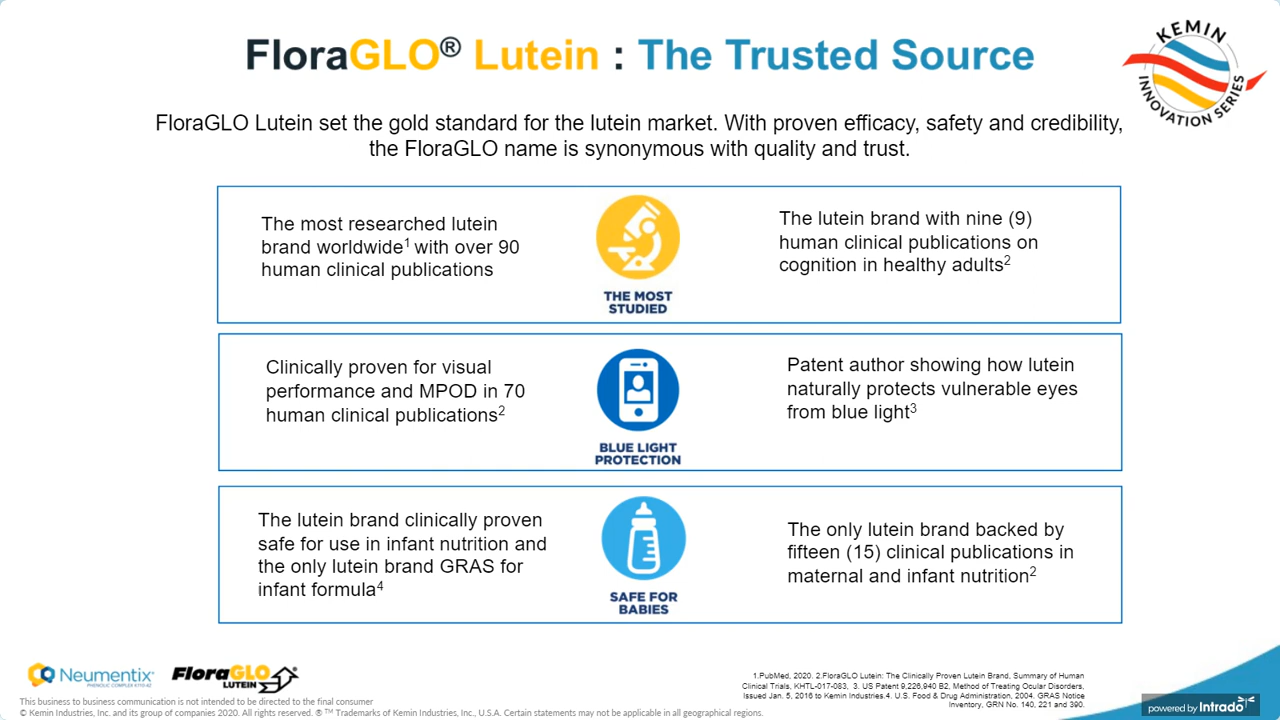 FloraGLO® Lutein : The Trusted Source
KEMIN
INNOVATION SERIES
FloraGLO Lutein set the gold standard for the lutein market. With proven efficacy, safety and credibility,
the FloraGLO name is synonymous with quality and trust.
The most researched lutein
brand worldwide1 with over 90
human clinical publications
THE MOST
STUDIED
The lutein brand with nine (9)
human clinical publications on
cognition in healthy adults2
Clinically proven for visual
performance and MPOD in 70
human clinical publications2
BLUE LIGHT
PROTECTION
Patent author showing how lutein
naturally protects vulnerable eyes
from blue light3
The lutein brand clinically proven
safe for use in infant nutrition and
the only lutein brand GRAS for
infant formula4
SAFE FOR
BABIES
The only lutein brand backed by
fifteen (15) clinical publications in
maternal and infant nutrition2
Neumentix
FloraGLO
LUTEIN
1.PubMed, 2020. 2.FloraGLO Lutein: The Clinically Proven Lutein Brand, Summary of Human
Clinical Trials, KHTL-017-083, 3. US Patent 9,226,940 B2, Method of Treating Ocular Disorders,
Issued Jan. 5, 2016 to Kemin Industries.4. U.S. Food & Drug Administration, 2004. GRAS Notice
Inventory, GRN No. 140, 221 and 390.
This business to business communication is not intended to be directed to the final consumer
© Kemin Industries, Inc. and its group of companies 2020. All rights reserved. ® ™ Trademarks of Kemin Industries, Inc., U.S.A. Certain statements may not be applicable in all geographical regions.
powered by Intrado